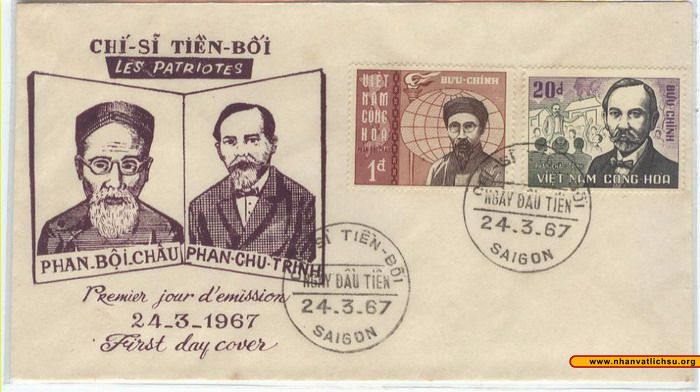 CHÍ-SĨ TIỀN-BỐI
LES PATRIOTES
PHAN-BỘI-CHÂU
PHAN-CHU-TRINH
Premier jour d'emission
24-3-1967
First day cover
VIỆT
NAM
CỘNG
HÒA
BƯU-CHÍNH
1đ
20đ
BƯU-CHÍNH
VIỆT NAM CỘNG HÒA
SĨ TIỀN-BỐI
NGÀY ĐẦU TIÊN
24.3.67
SAIGON
NGÀY ĐẦU TIÊN
24.3.67
SAIGON
www.nhanvatlichsu.org